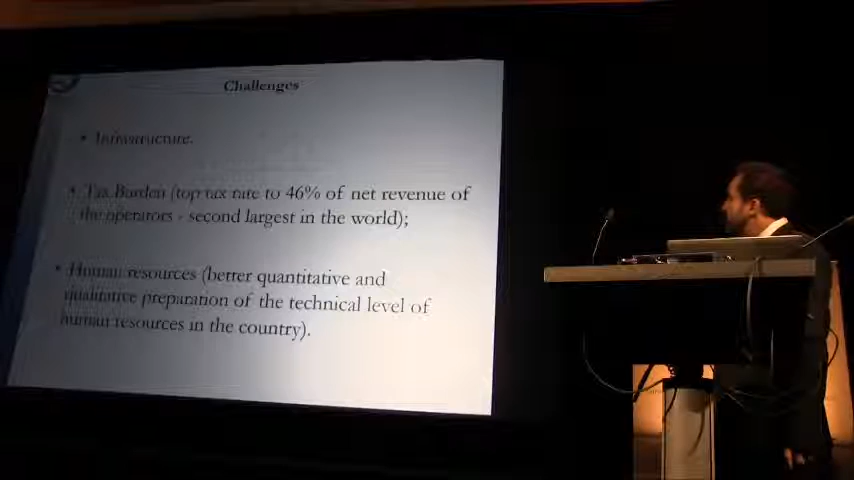 Challenges
• Infrastructure.
• Tax Burden (top tax rate to 46% of net revenue of
the operators - second largest in the world);
• Human resources (better quantitative and
qualitative preparation of the technical level of
human resources in the country).